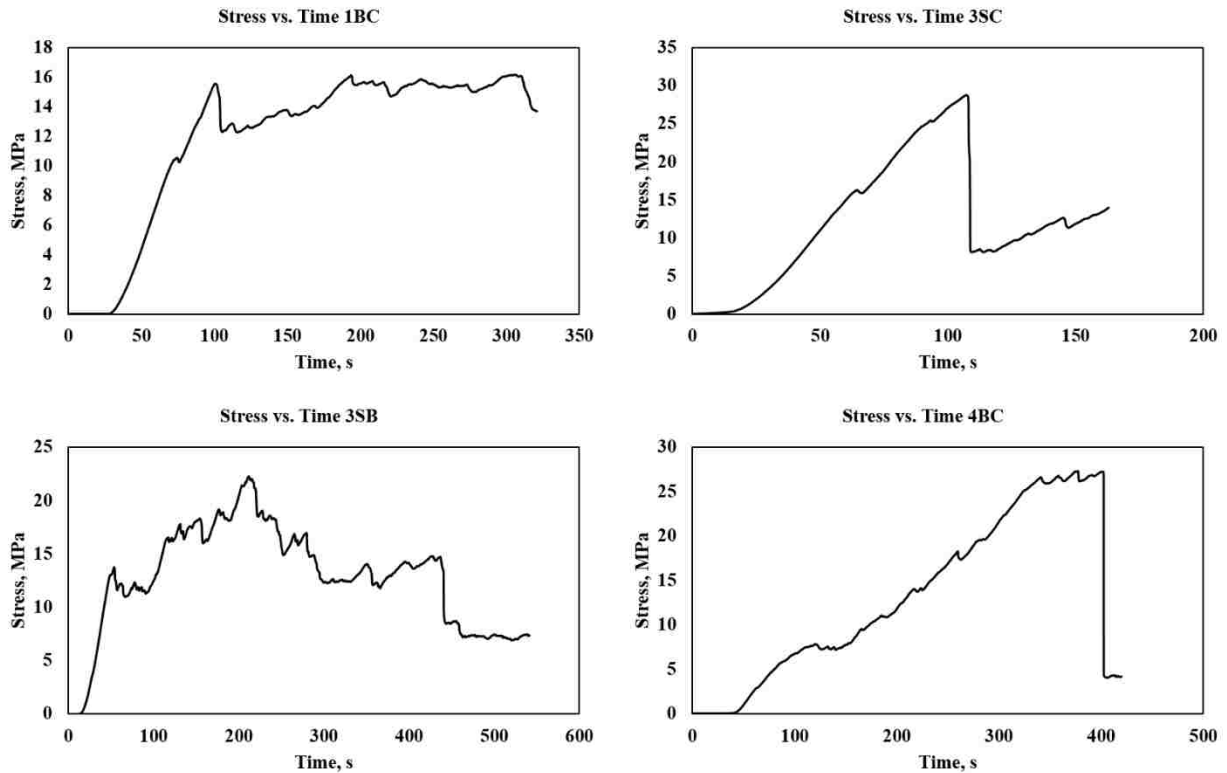 Stress vs. Time 1BC
18
16
14
12
10
8
6
4
2
0
Stress, MPa
0 50 100 150 200 250 300 350
Time, s
Stress vs. Time 3SC
35
30
25
20
15
10
5
0
Stress, MPa
0 50 100 150 200
Time, s
Stress vs. Time 3SB
25
20
15
10
5
0
Stress, MPa
0 100 200 300 400 500 600
Time, s
Stress vs. Time 4BC
30
25
20
15
10
5
0
Stress, MPa
0 100 200 300 400 500
Time, s